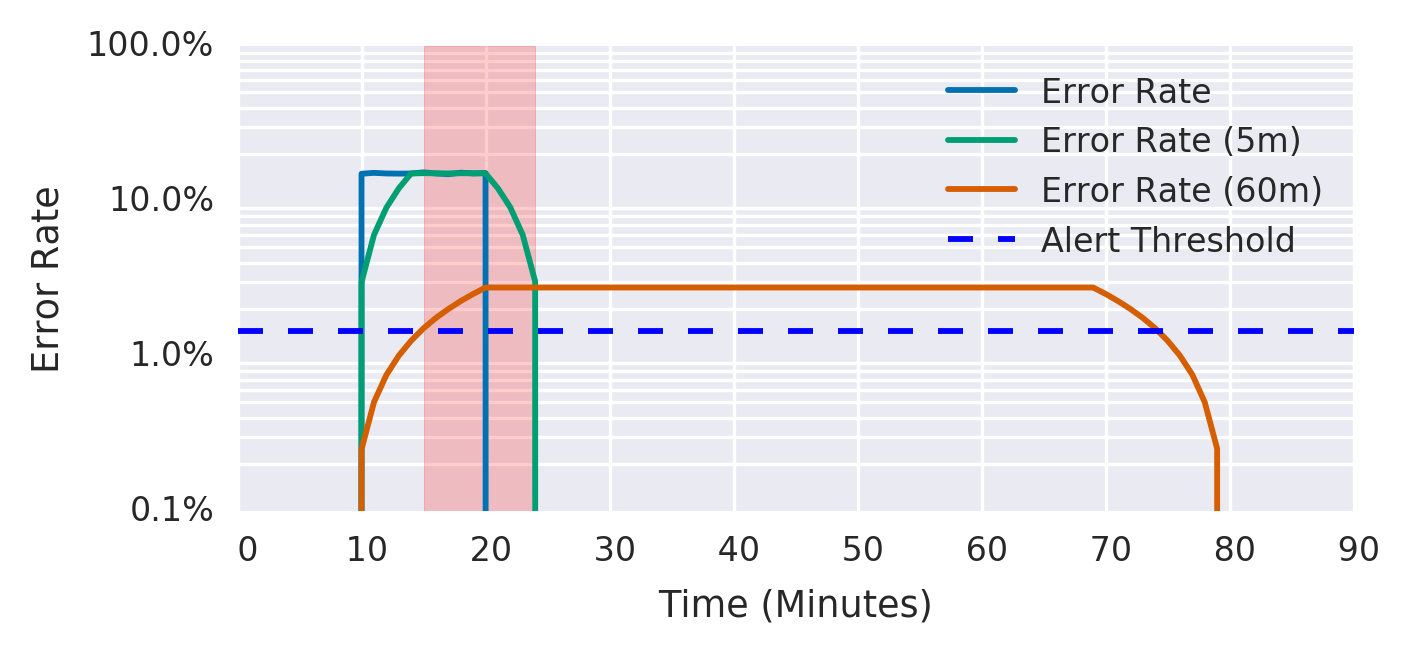 100.0%
10.0%
1.0%
0.1%
Error Rate
Error Rate
Error Rate (5m)
Error Rate (60m)
Alert Threshold
0 10 20 30 40 50 60 70 80 90
Time (Minutes)